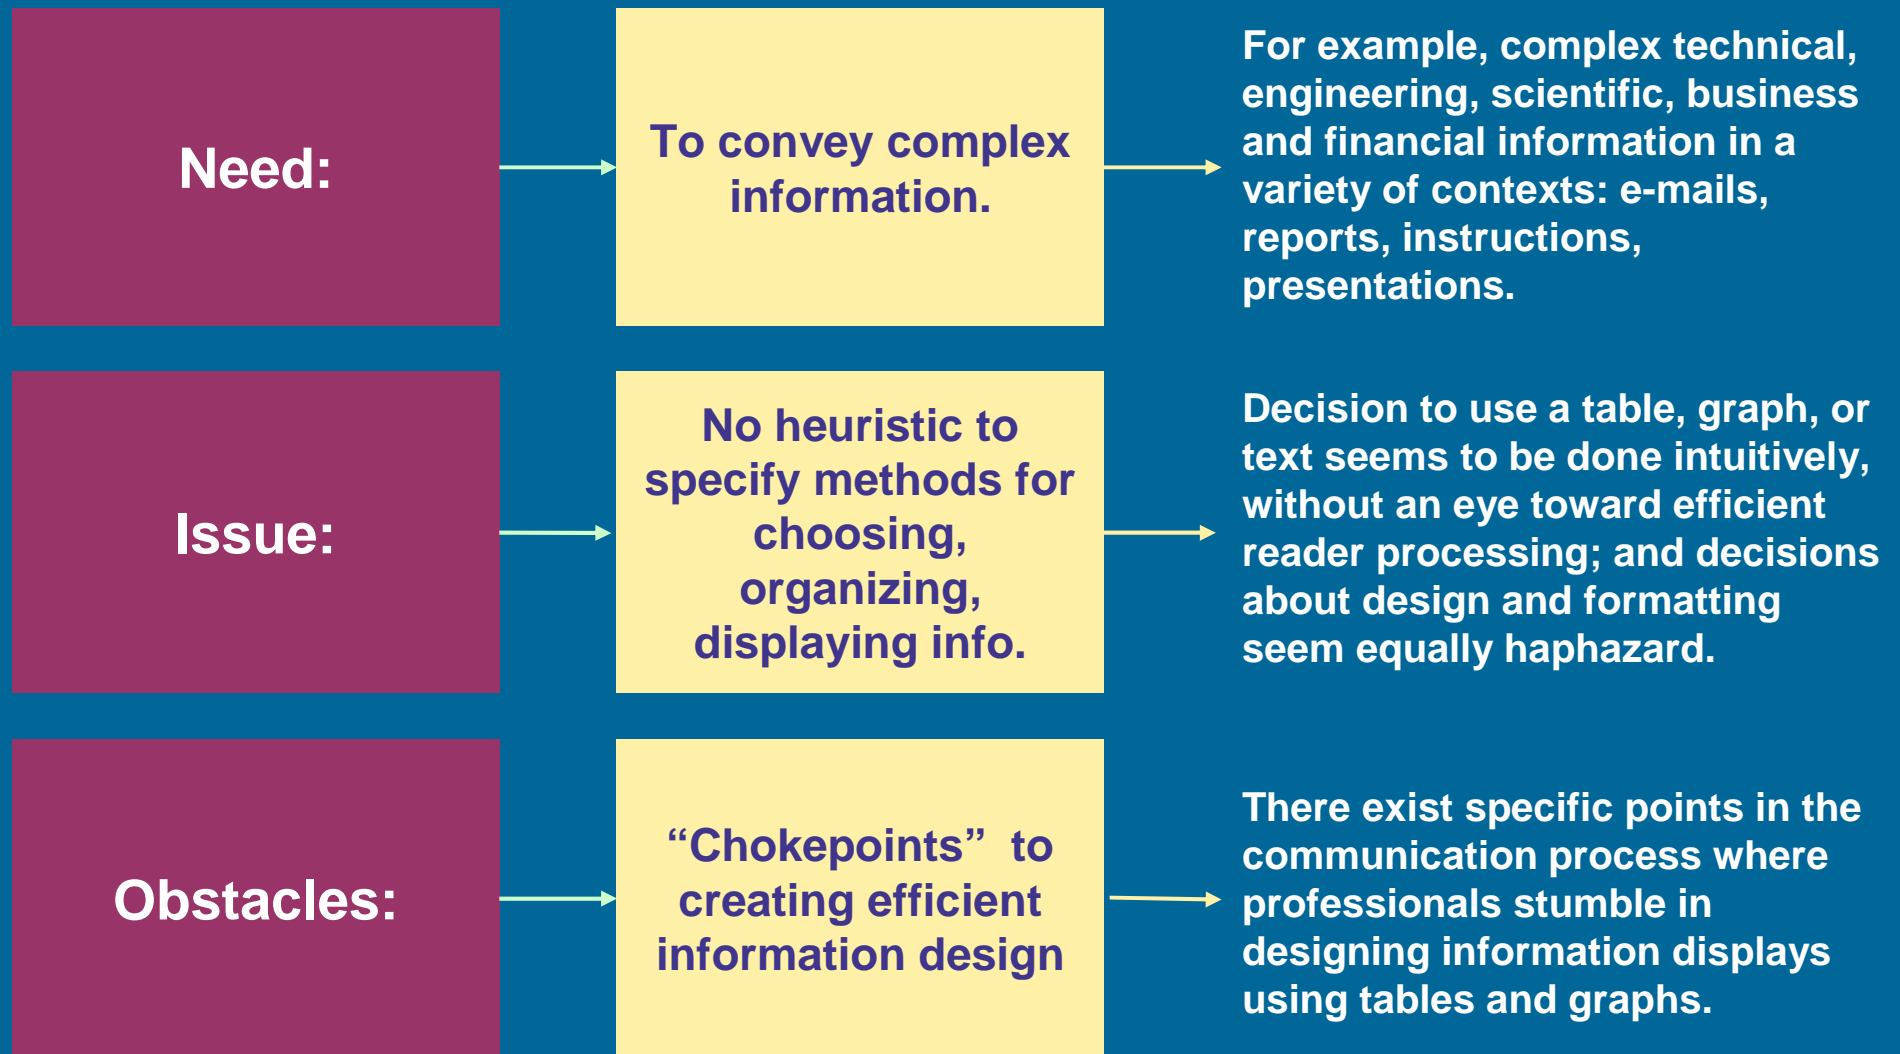 Need:
To convey complex
information.
For example, complex technical,
engineering, scientific, business
and financial information in a
variety of contexts: e-mails,
reports, instructions,
presentations.
Issue:
No heuristic to
specify methods for
choosing,
organizing,
displaying info.
Decision to use a table, graph, or
text seems to be done intuitively,
without an eye toward efficient
reader processing; and decisions
about design and formatting
seem equally haphazard.
Obstacles:
“Chokepoints”  to
creating efficient
information design
There exist specific points in the
communication process where
professionals stumble in
designing information displays
using tables and graphs.